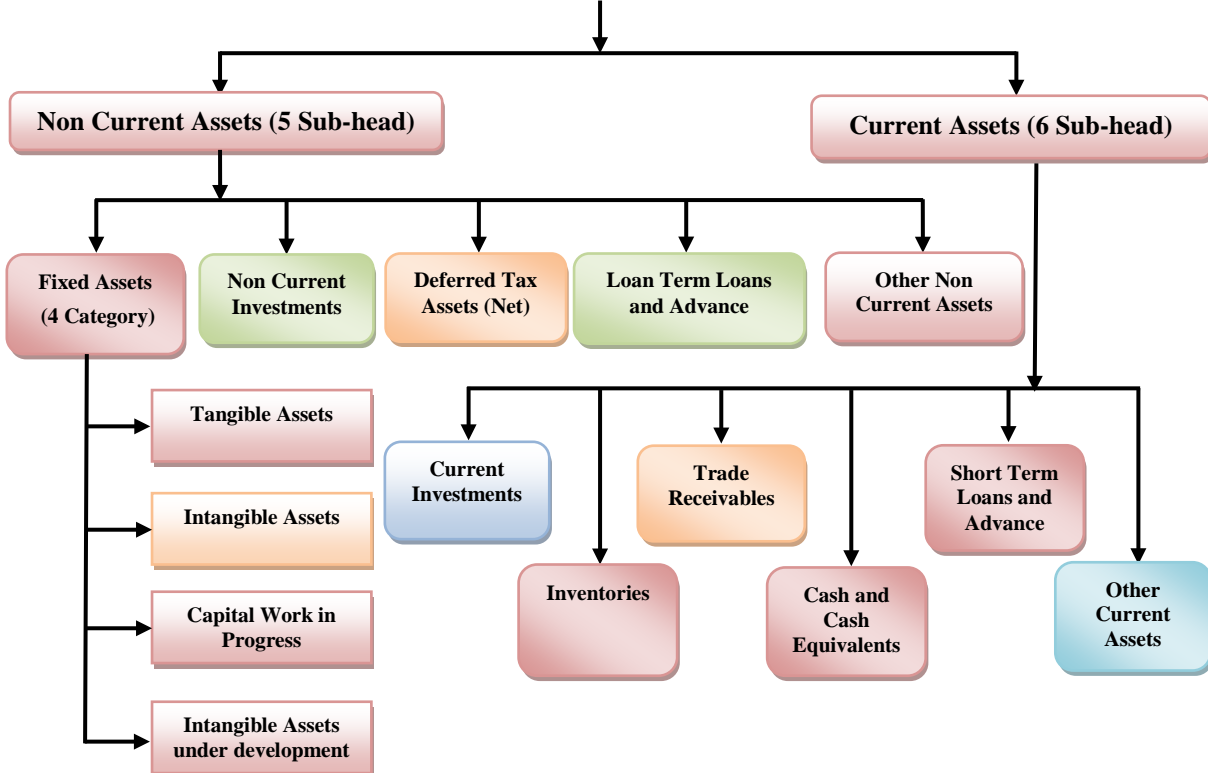 Non Current Assets (5 Sub-head)
Current Assets (6 Sub-head)
Fixed Assets
(4 Category)
Non Current
Investments
Deferred Tax
Assets (Net)
Loan Term Loans
and Advance
Other Non
Current Assets
Tangible Assets
Intangible Assets
Capital Work in
Progress
Intangible Assets
under development
Current
Investments
Inventories
Trade
Receivables
Cash and
Cash
Equivalents
Short Term
Loans and
Advance
Other
Current
Assets